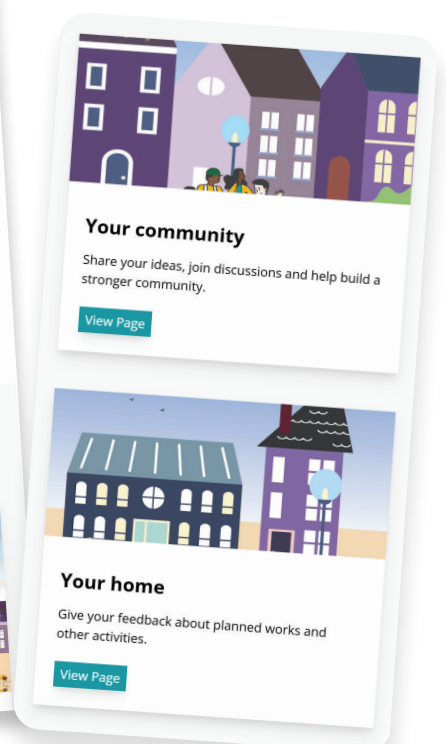 Your community
Share your ideas, join discussions and help build a
stronger community.
View Page
Your home
Give your feedback about planned works and
other activities.
View Page